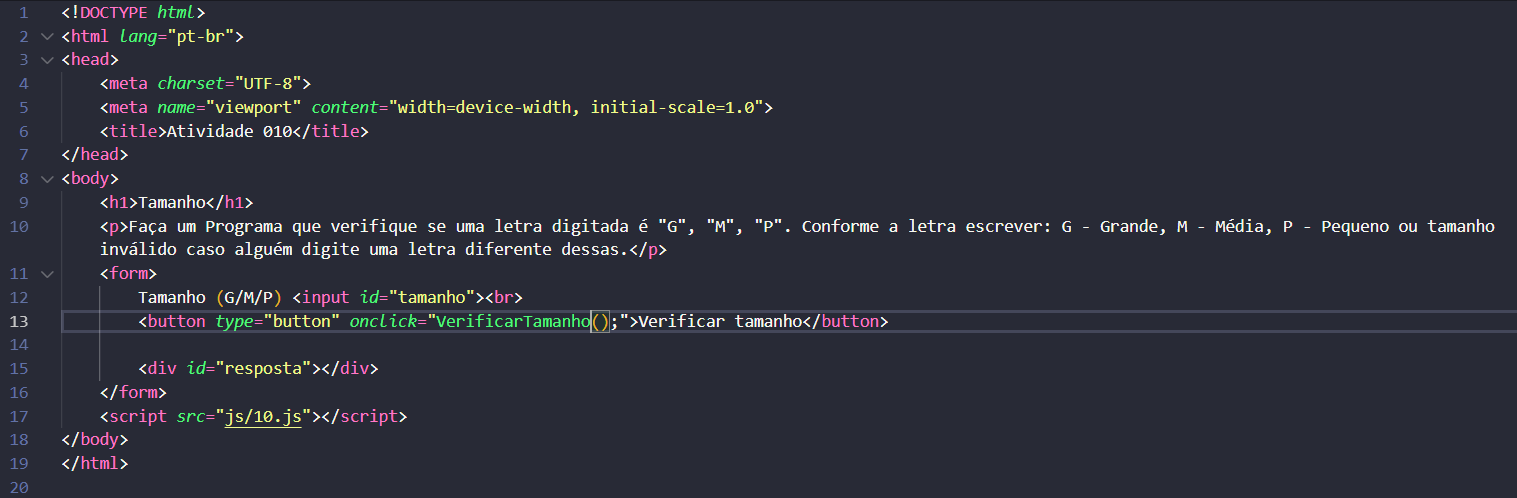 1 <!DOCTYPE html>
2 <html lang="pt-br">
3 <head>
4 <meta charset="UTF-8">
5 <meta name="viewport" content="width=device-width, initial-scale=1.0">
6 <title>Atividade 010</title>
7 </head>
8 <body>
9 <h1>Tamanho</h1>
10 <p>Faça um Programa que verifique se uma letra digitada é "G", "M", "P". Conforme a letra escrever: G - Grande, M - Média, P - Pequeno ou tamanho
inválido caso alguém digite uma letra diferente dessas.</p>
11 <form>
12 Tamanho (G/M/P) <input id="tamanho"><br>
13 <button type="button" onclick="VerificarTamanho();">Verificar tamanho</button>
14
15 <div id="resposta"></div>
16 </form>
17 <script src="js/10.js"></script>
18 </body>
19 </html>
20